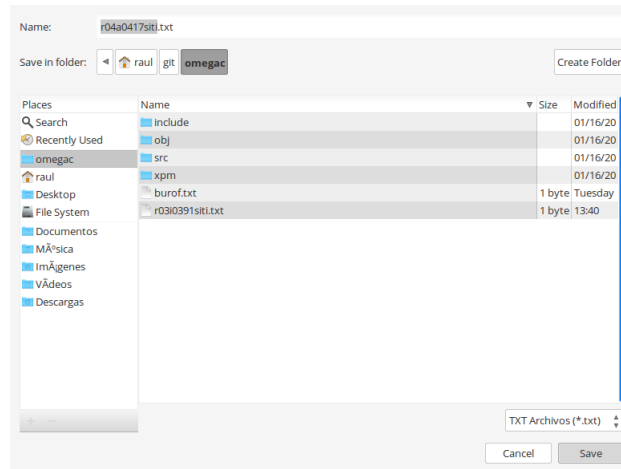 Name: r04a0417siti.txt
Save in folder: raul git omegac Create Folder
Places Name Size Modified
Search include 01/16/20
Recently Used obj 01/16/20
omegac src 01/16/20
raul xpm 01/16/20
Desktop burof.txt 1 byte Tuesday
File System r03i0391siti.txt 1 byte 13:40
Documentos
MÃºsica
ImÃ¡genes
VÃ­deos
Descargas
TXT Archivos (*.txt)
Cancel Save